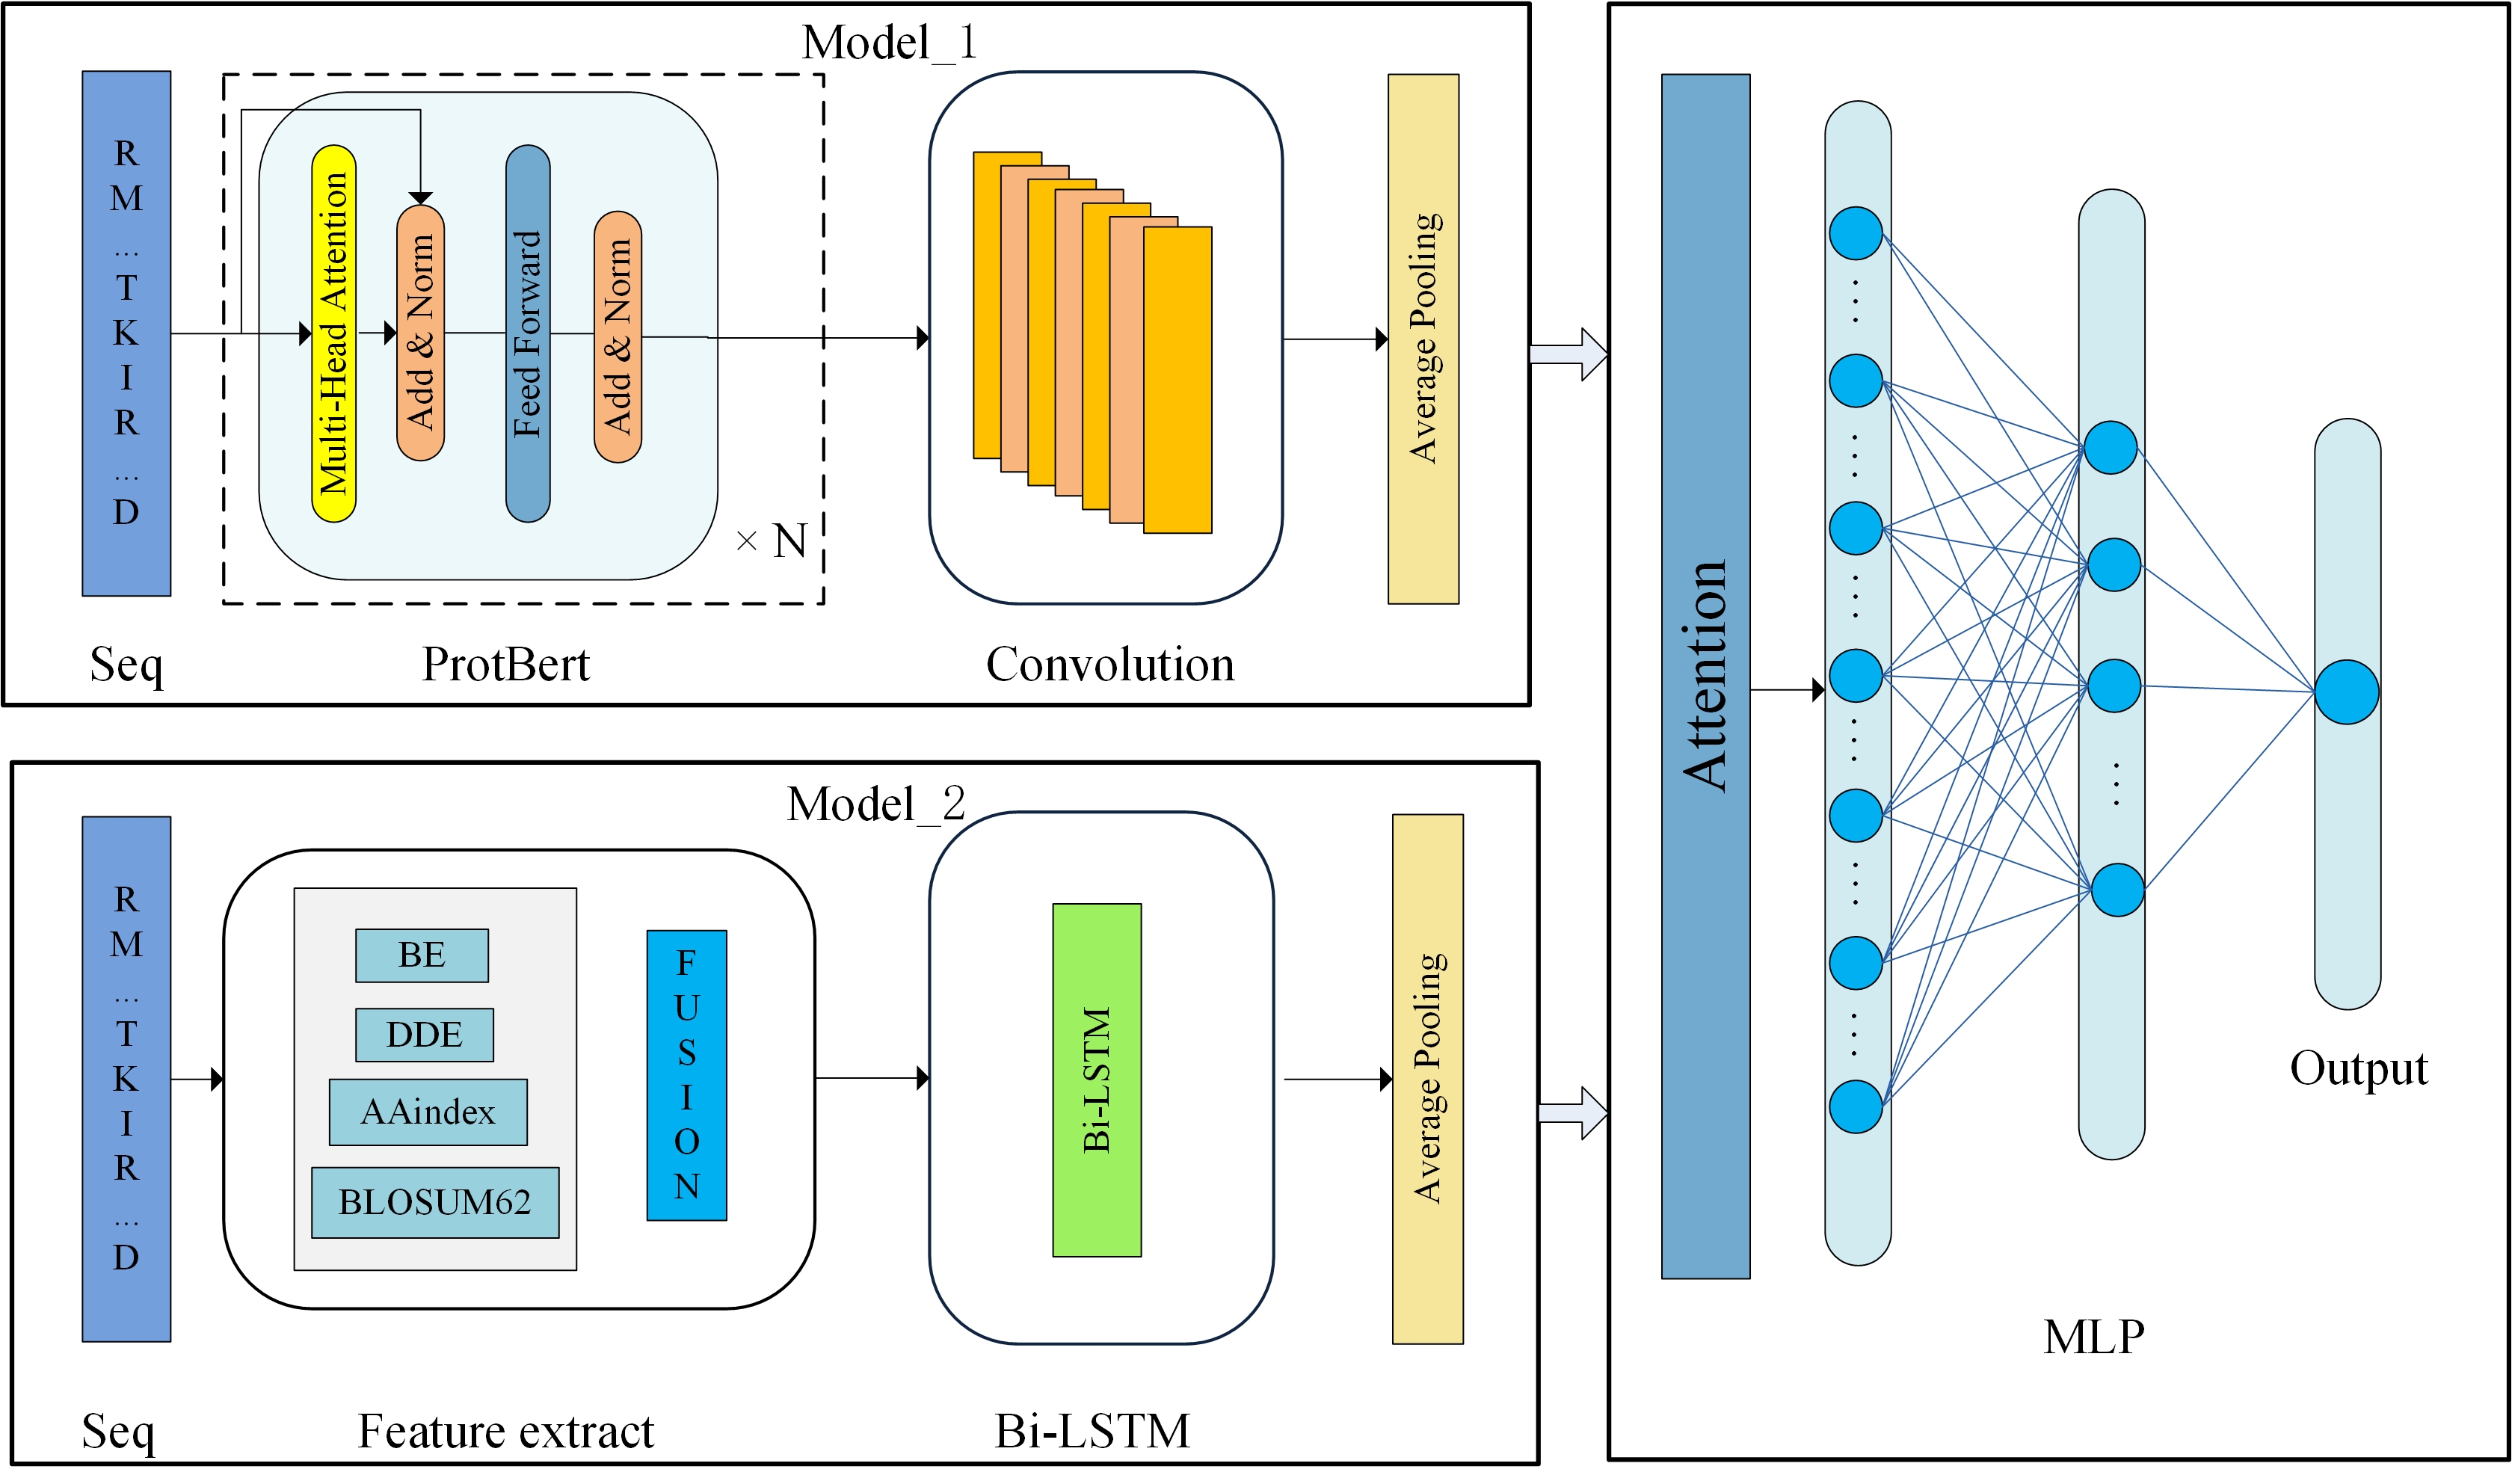 Model_1
R
M
...
T
K
I
R
...
D
Multi-Head Attention
Add & Norm
Feed Forward
Add & Norm
× N
Average Pooling
Seq
ProtBert
Convolution
Model_2
R
M
...
T
K
I
R
...
D
BE
DDE
AAindex
BLOSUM62
F
U
S
I
O
N
Bi-LSTM
Average Pooling
Seq
Feature extract
Bi-LSTM
Attention
Output
MLP